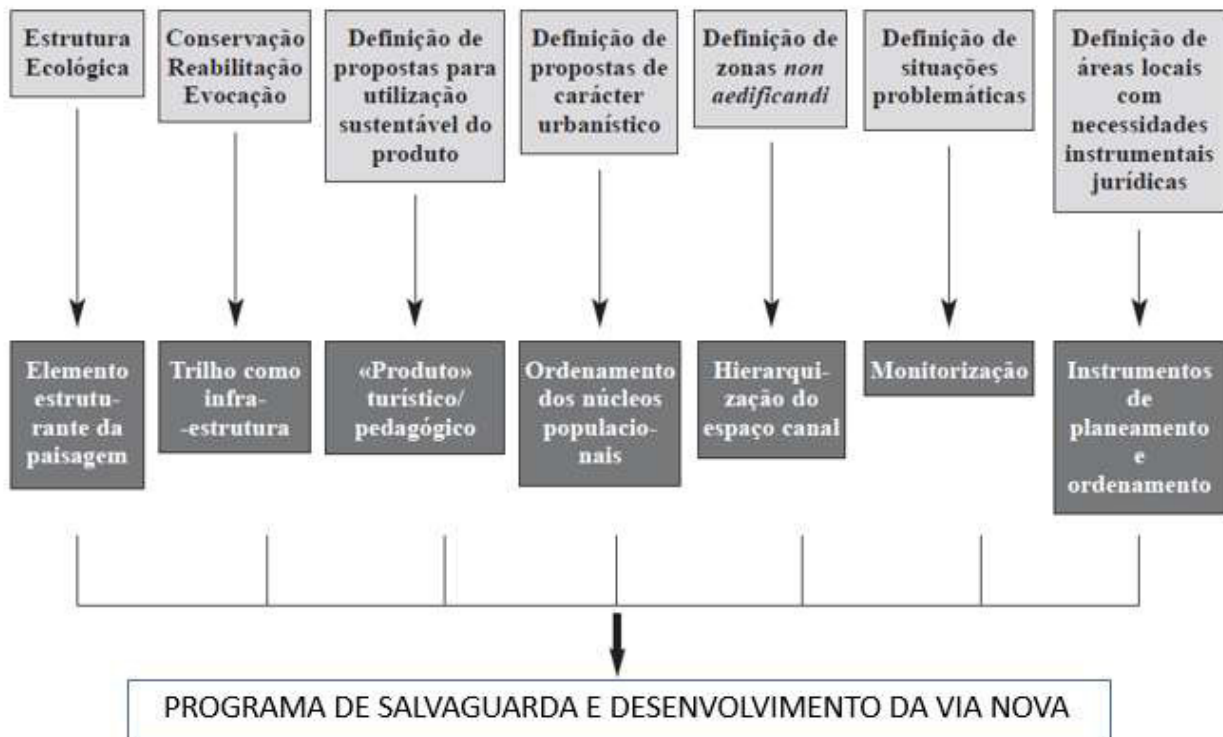 Estrutura
Ecológica
Conservação
Reabilitação
Evocação
Definição de
propostas para
utilização
sustentável do
produto
Definição de
propostas de
carácter
urbanístico
Definição de
zonas non
aedificandi
Definição de
situações
problemáticas
Definição de
áreas locais
com
necessidades
instrumentais
jurídicas
Elemento
estrutu-
rante da
paisagem
Trilho como
infra-
-estrutura
«Produto»
turístico/
pedagógico
Ordenamento
dos núcleos
populacio-
nais
Hierarqui-
zação do
espaço canal
Monitorização
Instrumentos
de
planeamento
e
ordenamento
PROGRAMA DE SALVAGUARDA E DESENVOLVIMENTO DA VIA NOVA